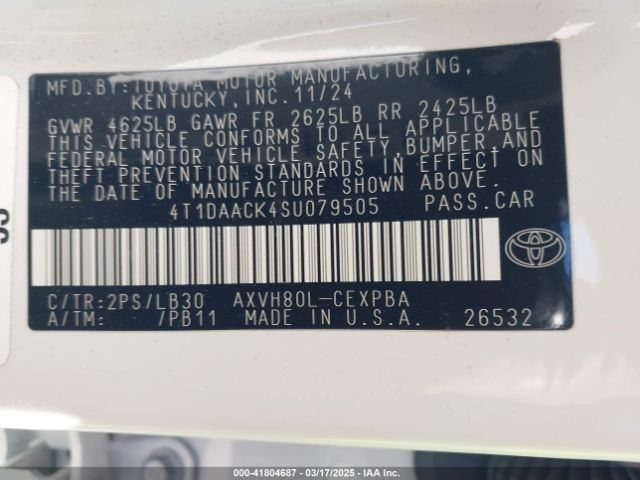 MFD.BY:TOYOTA MOTOR MANUFACTURING,
KENTUCKY,INC.11/24
GVWR 4625LB GAWR FR 2625LB RR 2425LB
THIS VEHICLE CONFORMS TO ALL APPLICABLE
FEDERAL MOTOR VEHICLE SAFETY,BUMPER,AND
THEFT PREVENTION STANDARDS IN EFFECT ON
THE DATE OF MANUFACTURE SHOWN ABOVE.
4T1DAACK4SU079505 PASS.CAR
C/TR:2PS/LB30 AXVH80L-CEXPBA
A/TM: /PB11 MADE IN U.S.A. 26532
000-41804687 - 03/17/2025 - IAA, Inc.